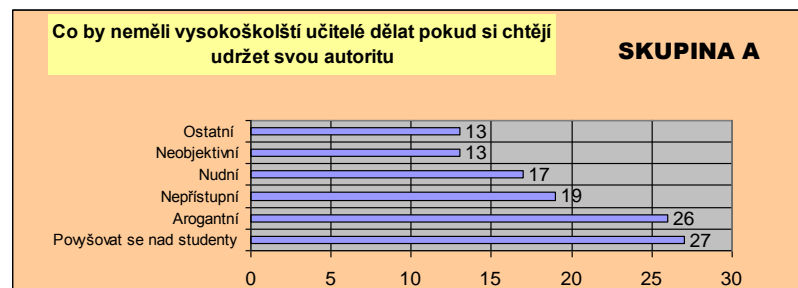 Co by neměli vysokoškolští učitelé dělat pokud si chtějí
udržet svou autoritu
SKUPINA A
Ostatní 13
Neobjektivní 13
Nudní 17
Nepřístupní 19
Arogantní 26
Povyšovat se nad studenty 27
0 5 10 15 20 25 30